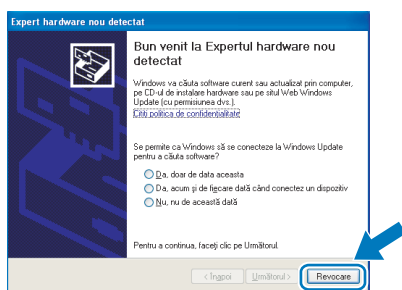 Expert hardware nou detectat
Bun venit la Expertul hardware nou
detectat
Windows va căuta software curent sau actualizat prin computer,
pe CD-ul de instalare hardware sau pe situl Web Windows
Update (cu permisiunea dvs.).
Citiți politica de confidențialitate
Se permite ca Windows să se conecteze la Windows Update
pentru a căuta software?
Da, doar de data aceasta
Da, acum și de fiecare dată când conectez un dispozitiv
Nu, nu de această dată
Pentru a continua, faceți clic pe Următorul.
< Înapoi
Următorul >
Revocare